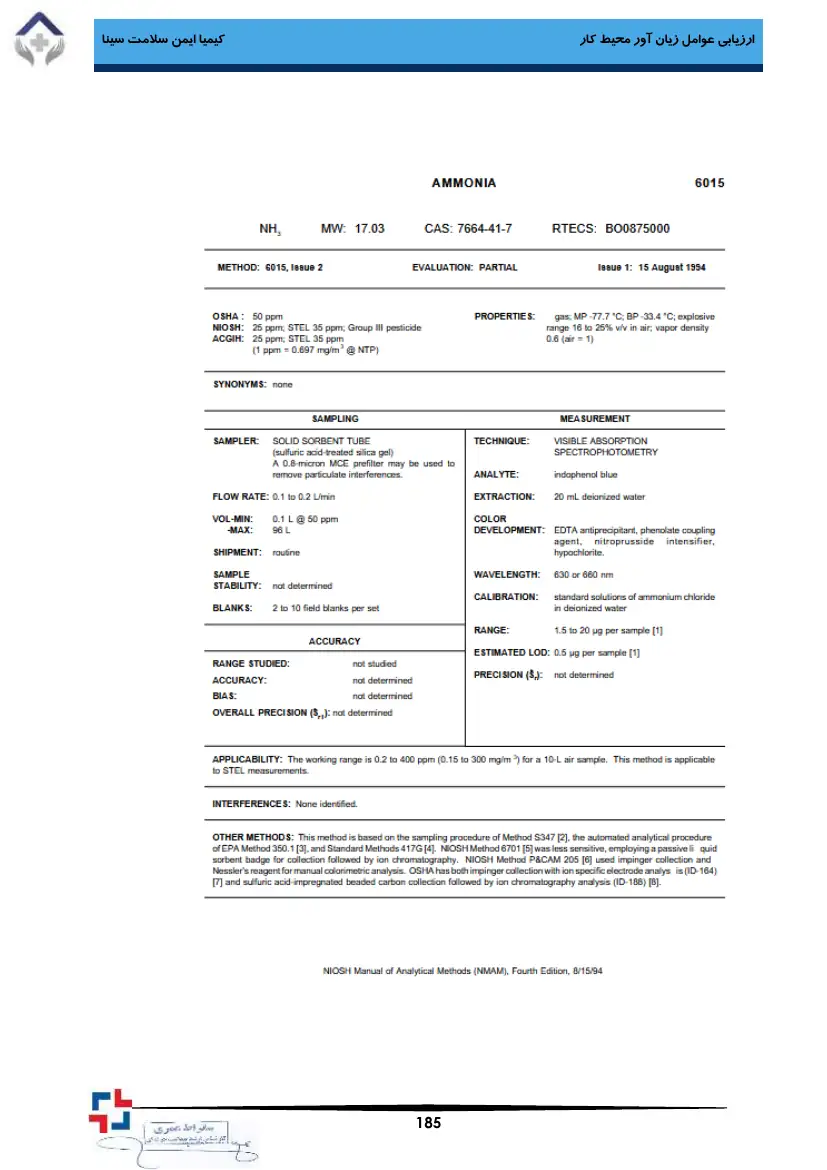 ارزیابی عوامل زیان آور محیط کار
کیمیا ایمن سلامت سینا
AMMONIA 6015
NH3 MW: 17.03 CAS: 7664-41-7 RTECS: BO0875000
METHOD: 6015, Issue 2 EVALUATION: PARTIAL Issue 1: 15 August 1994
OSHA : 50 ppm
NIOSH: 25 ppm; STEL 35 ppm; Group III pesticide
ACGIH: 25 ppm; STEL 35 ppm
(1 ppm = 0.697 mg/m3 @ NTP)
PROPERTIES: gas; MP -77.7 °C; BP -33.4 °C; explosive
range 16 to 25% v/v in air; vapor density
0.6 (air = 1)
SYNONYMS: none
SAMPLING
SAMPLER: SOLID SORBENT TUBE
(sulfuric acid-treated silica gel)
A 0.8-micron MCE prefilter may be used to
remove particulate interferences.
FLOW RATE: 0.1 to 0.2 L/min
VOL-MIN: 0.1 L @ 50 ppm
-MAX: 96 L
SHIPMENT: routine
SAMPLE
STABILITY: not determined
BLANKS: 2 to 10 field blanks per set
ACCURACY
RANGE STUDIED: not studied
ACCURACY: not determined
BIAS: not determined
OVERALL PRECISION (ŜrT): not determined
MEASUREMENT
TECHNIQUE: VISIBLE ABSORPTION
SPECTROPHOTOMETRY
ANALYTE: indophenol blue
EXTRACTION: 20 mL deionized water
COLOR
DEVELOPMENT: EDTA antiprecipitant, phenolate coupling
agent, nitroprusside intensifier,
hypochlorite.
WAVELENGTH: 630 or 660 nm
CALIBRATION: standard solutions of ammonium chloride
in deionized water
RANGE: 1.5 to 20 µg per sample [1]
ESTIMATED LOD: 0.5 µg per sample [1]
PRECISION (Ŝr): not determined
APPLICABILITY: The working range is 0.2 to 400 ppm (0.15 to 300 mg/m 3) for a 10-L air sample. This method is applicable
to STEL measurements.
INTERFERENCES: None identified.
OTHER METHODS: This method is based on the sampling procedure of Method S347 [2], the automated analytical procedure
of EPA Method 350.1 [3], and Standard Methods 417G [4]. NIOSH Method 6701 [5] was less sensitive, employing a passive li quid
sorbent badge for collection followed by ion chromatography. NIOSH Method P&CAM 205 [6] used impinger collection and
Nessler's reagent for manual colorimetric analysis. OSHA has both impinger collection with ion specific electrode analys is (ID-164)
[7] and sulfuric acid-impregnated beaded carbon collection followed by ion chromatography analysis (ID-188) [8].
NIOSH Manual of Analytical Methods (NMAM), Fourth Edition, 8/15/94
185